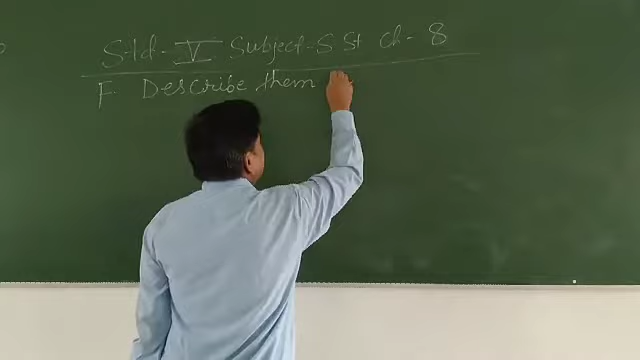 Std - V Subject - S St ch - 8
F. Describe them